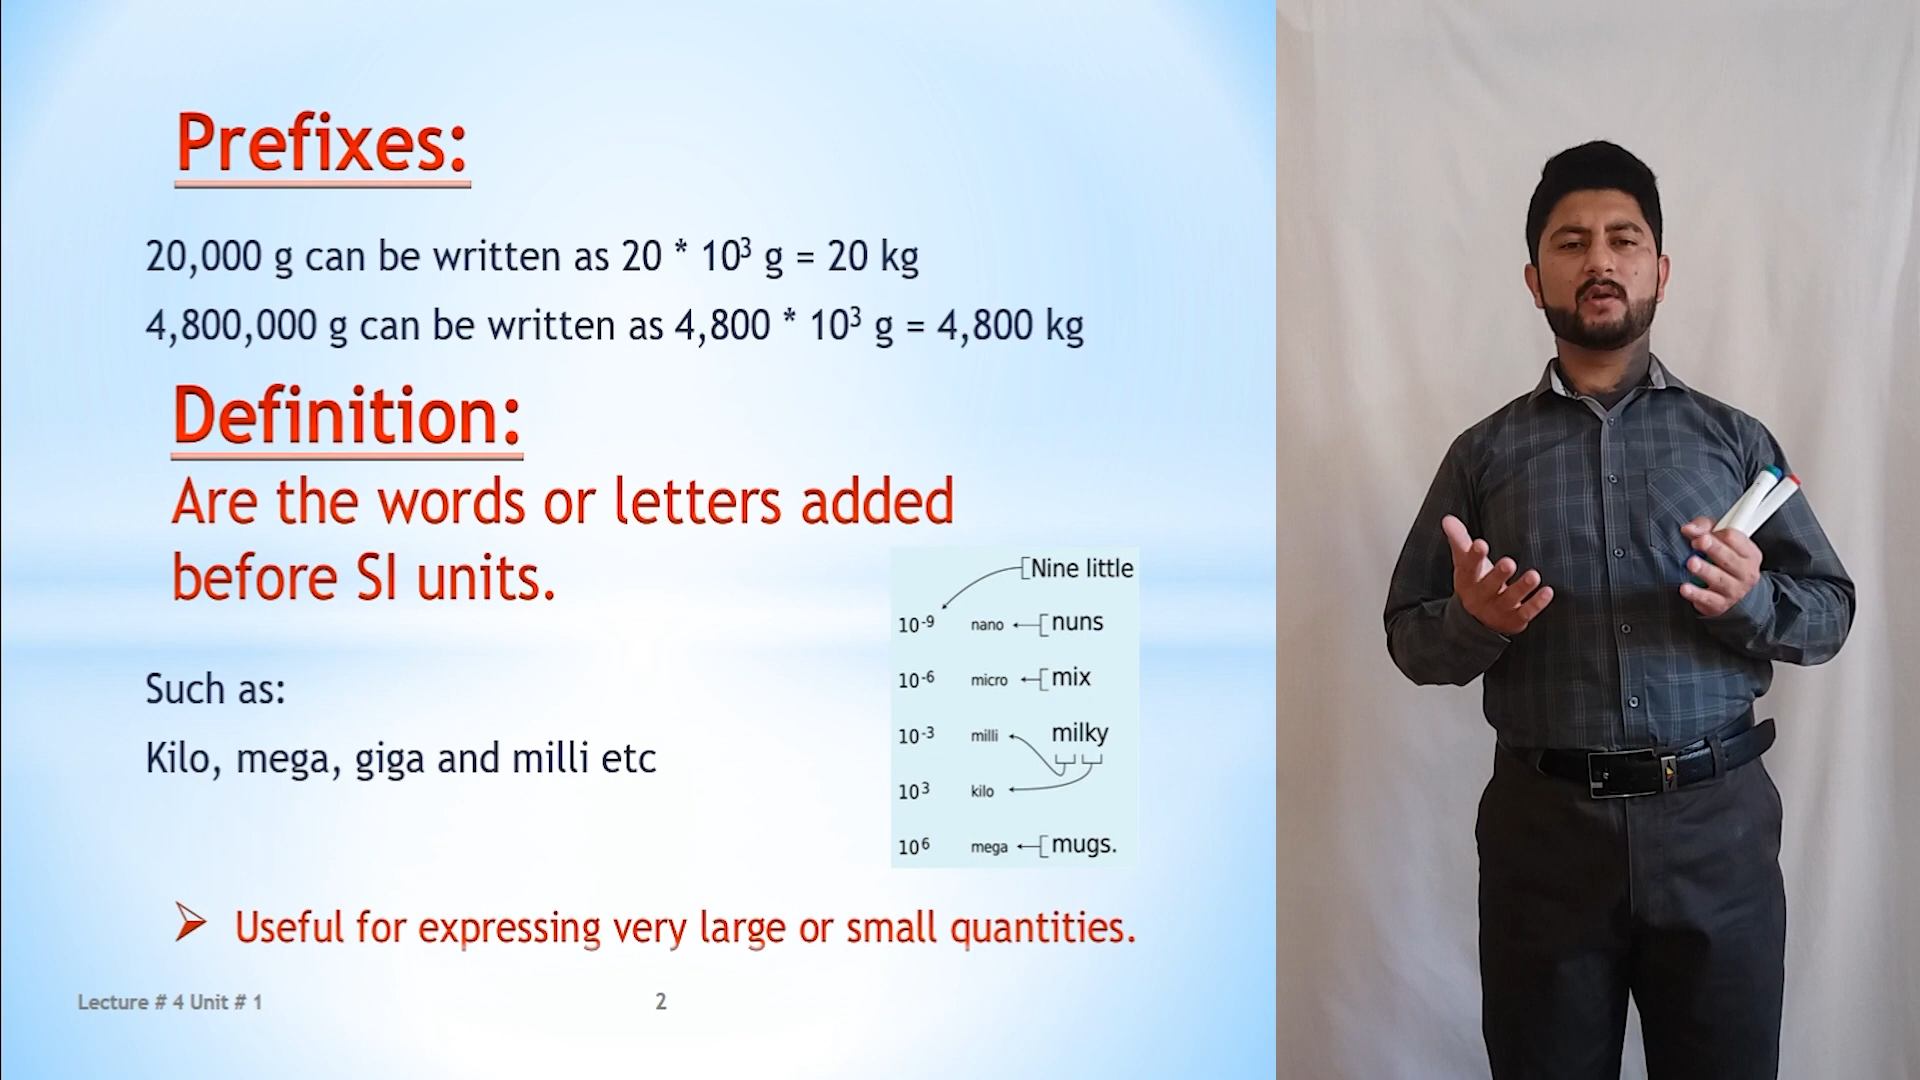 Prefixes:
20,000 g can be written as 20 * 10³ g = 20 kg
4,800,000 g can be written as 4,800 * 10³ g = 4,800 kg
Definition:
Are the words or letters added
before SI units.
Such as:
Kilo, mega, giga and milli etc
Nine little
10⁻⁹ nano nuns
10⁻⁶ micro mix
10⁻³ milli milky
10³ kilo
10⁶ mega mugs.
Useful for expressing very large or small quantities.
Lecture # 4 Unit # 1
2